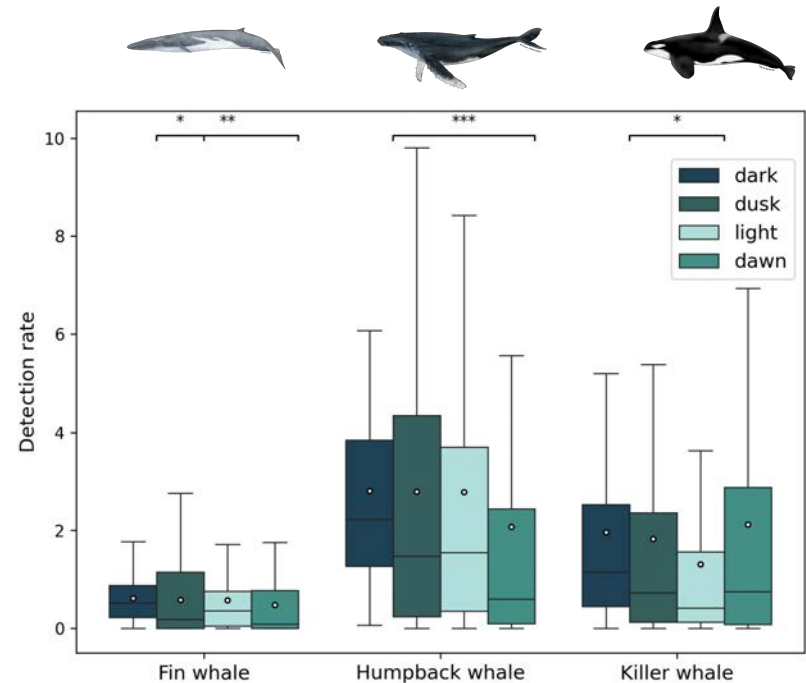 * ** *** *
10
8
6
4
2
0
Detection rate
dark
dusk
light
dawn
Fin whale Humpback whale Killer whale